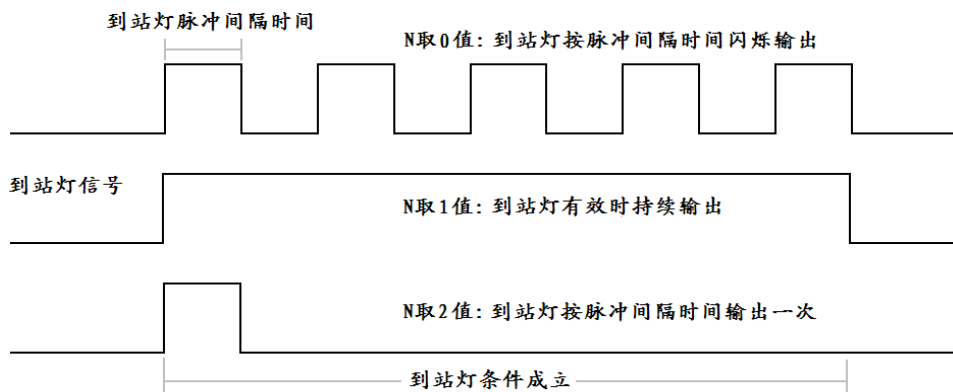 到站灯脉冲间隔时间
N取0值: 到站灯按脉冲间隔时间闪烁输出
到站灯信号
N取1值: 到站灯有效时持续输出
N取2值: 到站灯按脉冲间隔时间输出一次
到站灯条件成立